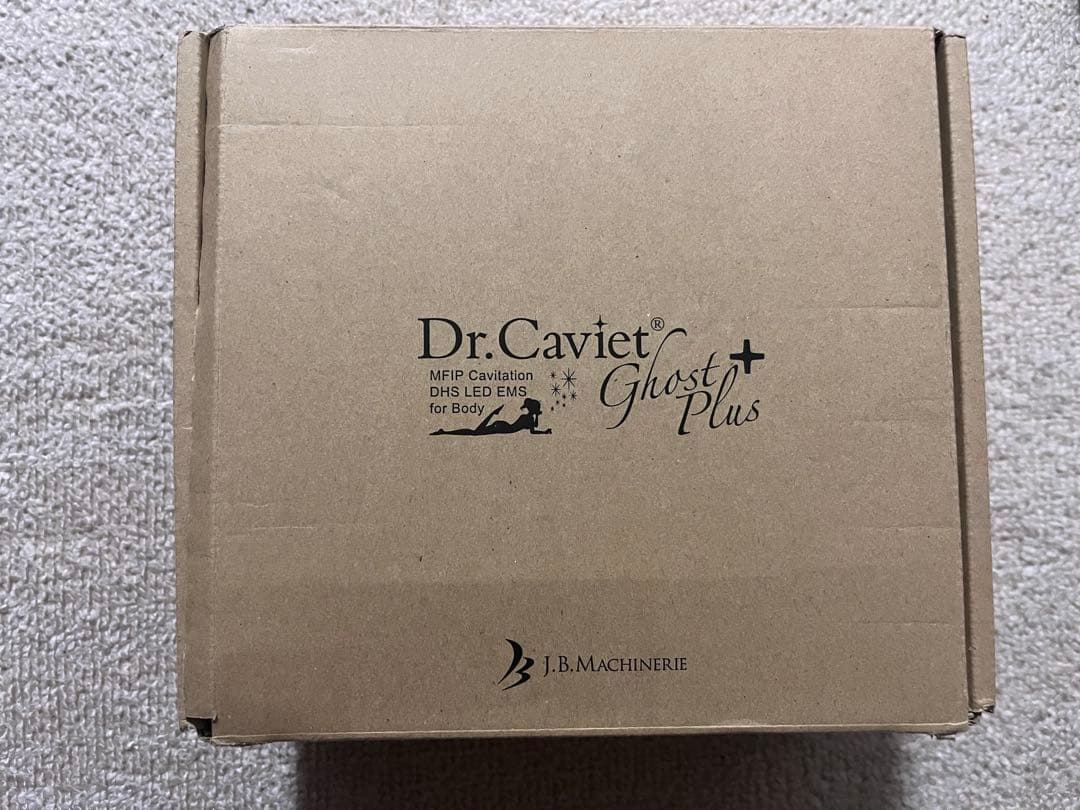 Dr.Caviet®
MFIP Cavitation
DHS LED EMS
for Body
Ghost
Plus
J.B.MACHINERIE